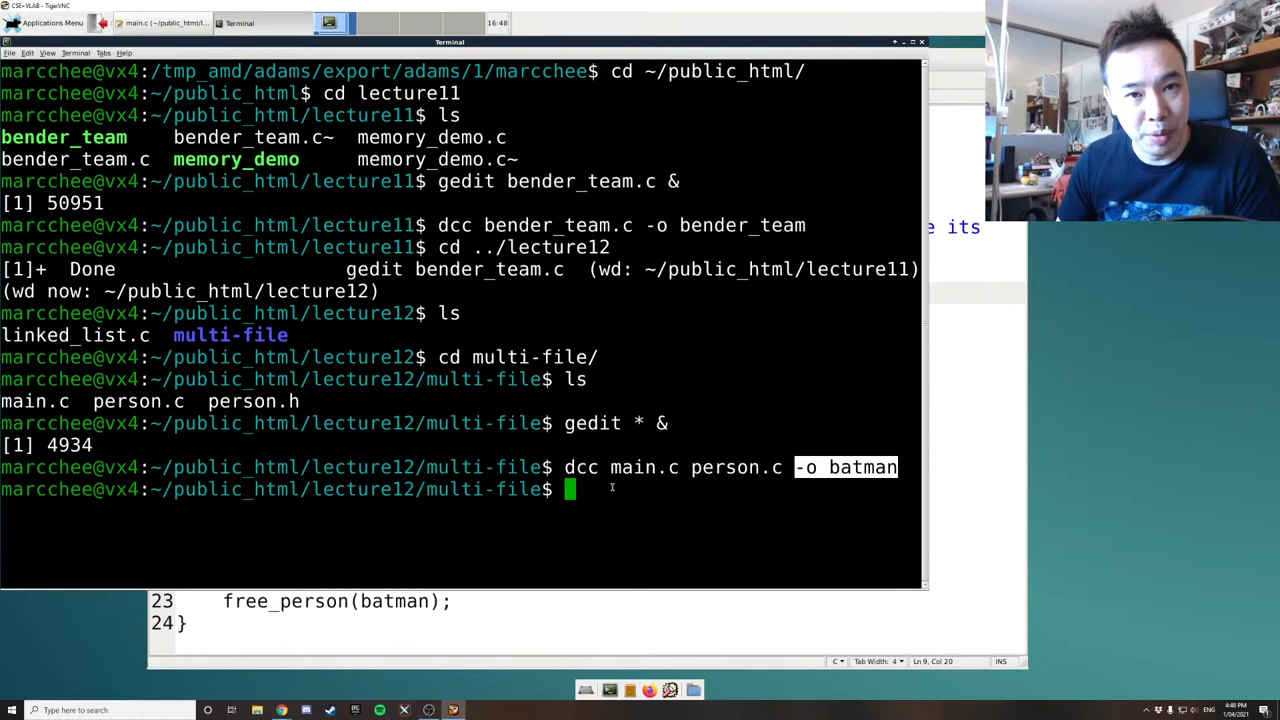 CSE+VLAB - TigerVNC
Applications Menu
main.c (~/public_html/l...
Terminal
16:48
Terminal
File Edit View Terminal Tabs Help
marcchee@vx4:/tmp_amd/adams/export/adams/1/marcchee$ cd ~/public_html/
marcchee@vx4:~/public_html$ cd lecture11
marcchee@vx4:~/public_html/lecture11$ ls
bender_team bender_team.c~ memory_demo.c
bender_team.c memory_demo memory_demo.c~
marcchee@vx4:~/public_html/lecture11$ gedit bender_team.c &
[1] 50951
marcchee@vx4:~/public_html/lecture11$ dcc bender_team.c -o bender_team
marcchee@vx4:~/public_html/lecture11$ cd ../lecture12
[1]+ Done gedit bender_team.c (wd: ~/public_html/lecture11)
(wd now: ~/public_html/lecture12)
marcchee@vx4:~/public_html/lecture12$ ls
linked_list.c multi-file
marcchee@vx4:~/public_html/lecture12$ cd multi-file/
marcchee@vx4:~/public_html/lecture12/multi-file$ ls
main.c person.c person.h
marcchee@vx4:~/public_html/lecture12/multi-file$ gedit * &
[1] 4934
marcchee@vx4:~/public_html/lecture12/multi-file$ dcc main.c person.c -o batman
marcchee@vx4:~/public_html/lecture12/multi-file$
e its
23 free_person(batman);
24 }
C Tab Width: 4 Ln 9, Col 20 INS
Type here to search
ENG
4:48 PM
1/04/2021